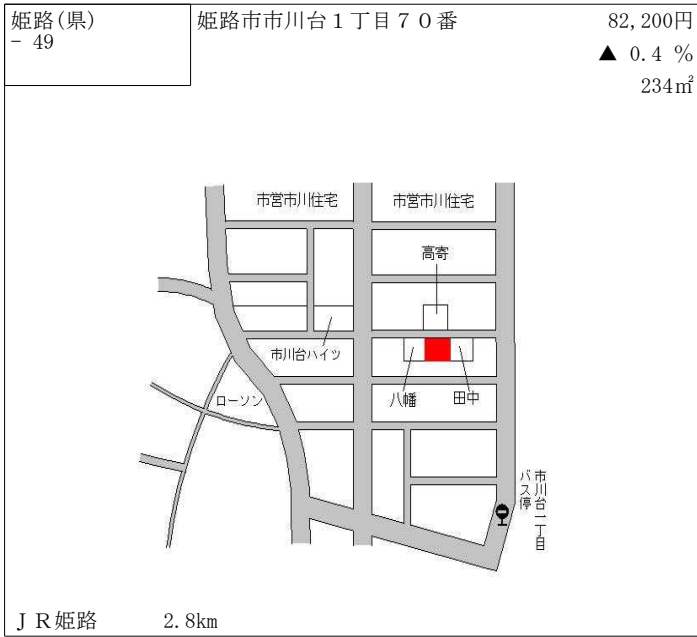 姫路(県)
- 49
姫路市市川台１丁目７０番
82,200円
▲ 0.4 %
234㎡
市営市川住宅
市営市川住宅
高寄
市川台ハイツ
八幡
田中
ローソン
市川台一丁目
バス停
ＪＲ姫路 2.8km